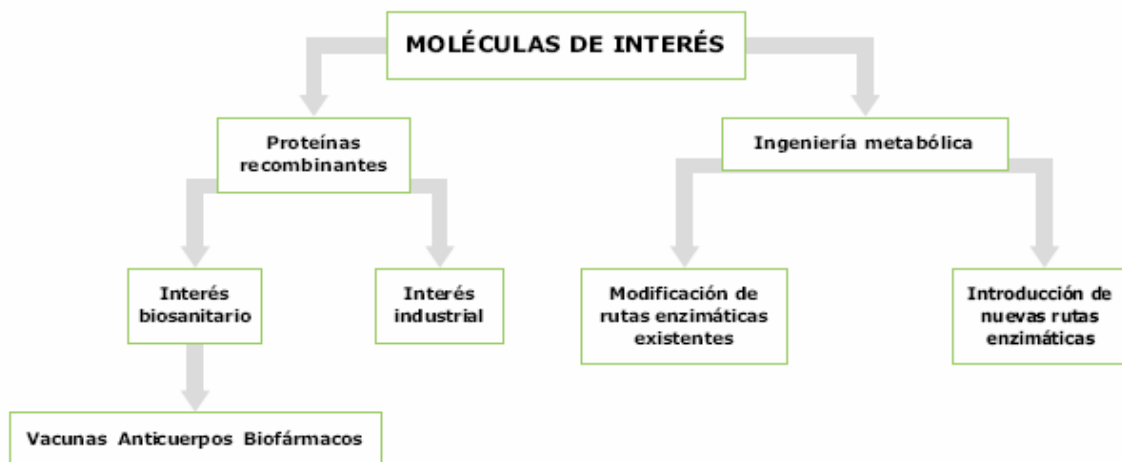 MOLÉCULAS DE INTERÉS
Proteínas
recombinantes
Ingeniería metabólica
Interés
biosanitario
Interés
industrial
Modificación de
rutas enzimáticas
existentes
Introducción de
nuevas rutas
enzimáticas
Vacunas Anticuerpos Biofármacos